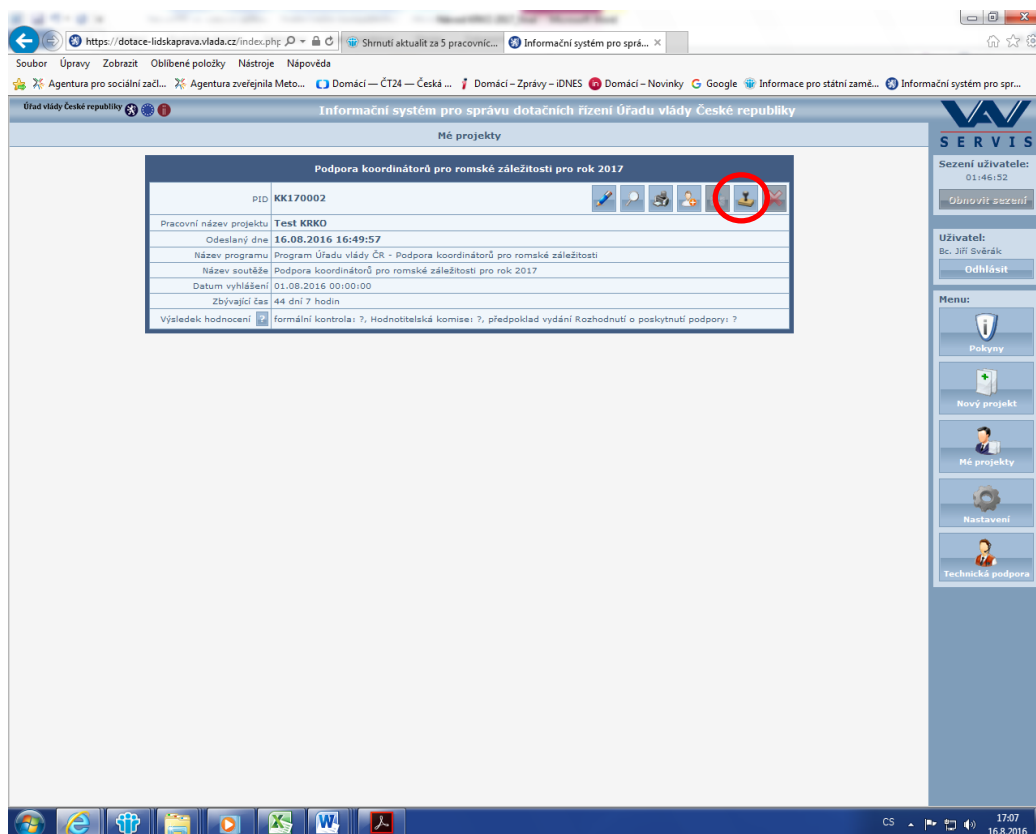 https://dotace-lidskaprava.vlada.cz/index.php
Shrnutí aktualit za 5 pracovníc...
Informační systém pro sprá...
Soubor Úpravy Zobrazit Oblíbené položky Nástroje Nápověda
Agentura pro sociální začl... Agentura zveřejnila Meto... Domácí — ČT24 — Česká ... Domácí – Zprávy – iDNES Domácí – Novinky Google Informace pro státní zamě... Informační systém pro spr...
Úřad vlády České republiky
Informační systém pro správu dotačních řízení Úřadu vlády České republiky
Mé projekty
Podpora koordinátorů pro romské záležitosti pro rok 2017
PID KK170002
Pracovní název projektu Test KRKO
Odeslaný dne 16.08.2016 16:49:57
Název programu Program Úřadu vlády ČR - Podpora koordinátorů pro romské záležitosti
Název soutěže Podpora koordinátorů pro romské záležitosti pro rok 2017
Datum vyhlášení 01.08.2016 00:00:00
Zbývající čas 44 dní 7 hodin
Výsledek hodnocení ? formální kontrola: ?, Hodnotitelská komise: ?, předpoklad vydání Rozhodnutí o poskytnutí podpory: ?
VAV
SERVIS
Sezení uživatele:
01:46:52
Obnovit sezení
Uživatel:
Bc. Jiří Svěrák
Odhlásit
Menu:
Pokyny
Nový projekt
Mé projekty
Nastavení
Technická podpora
CS
17:07
16.8.2016